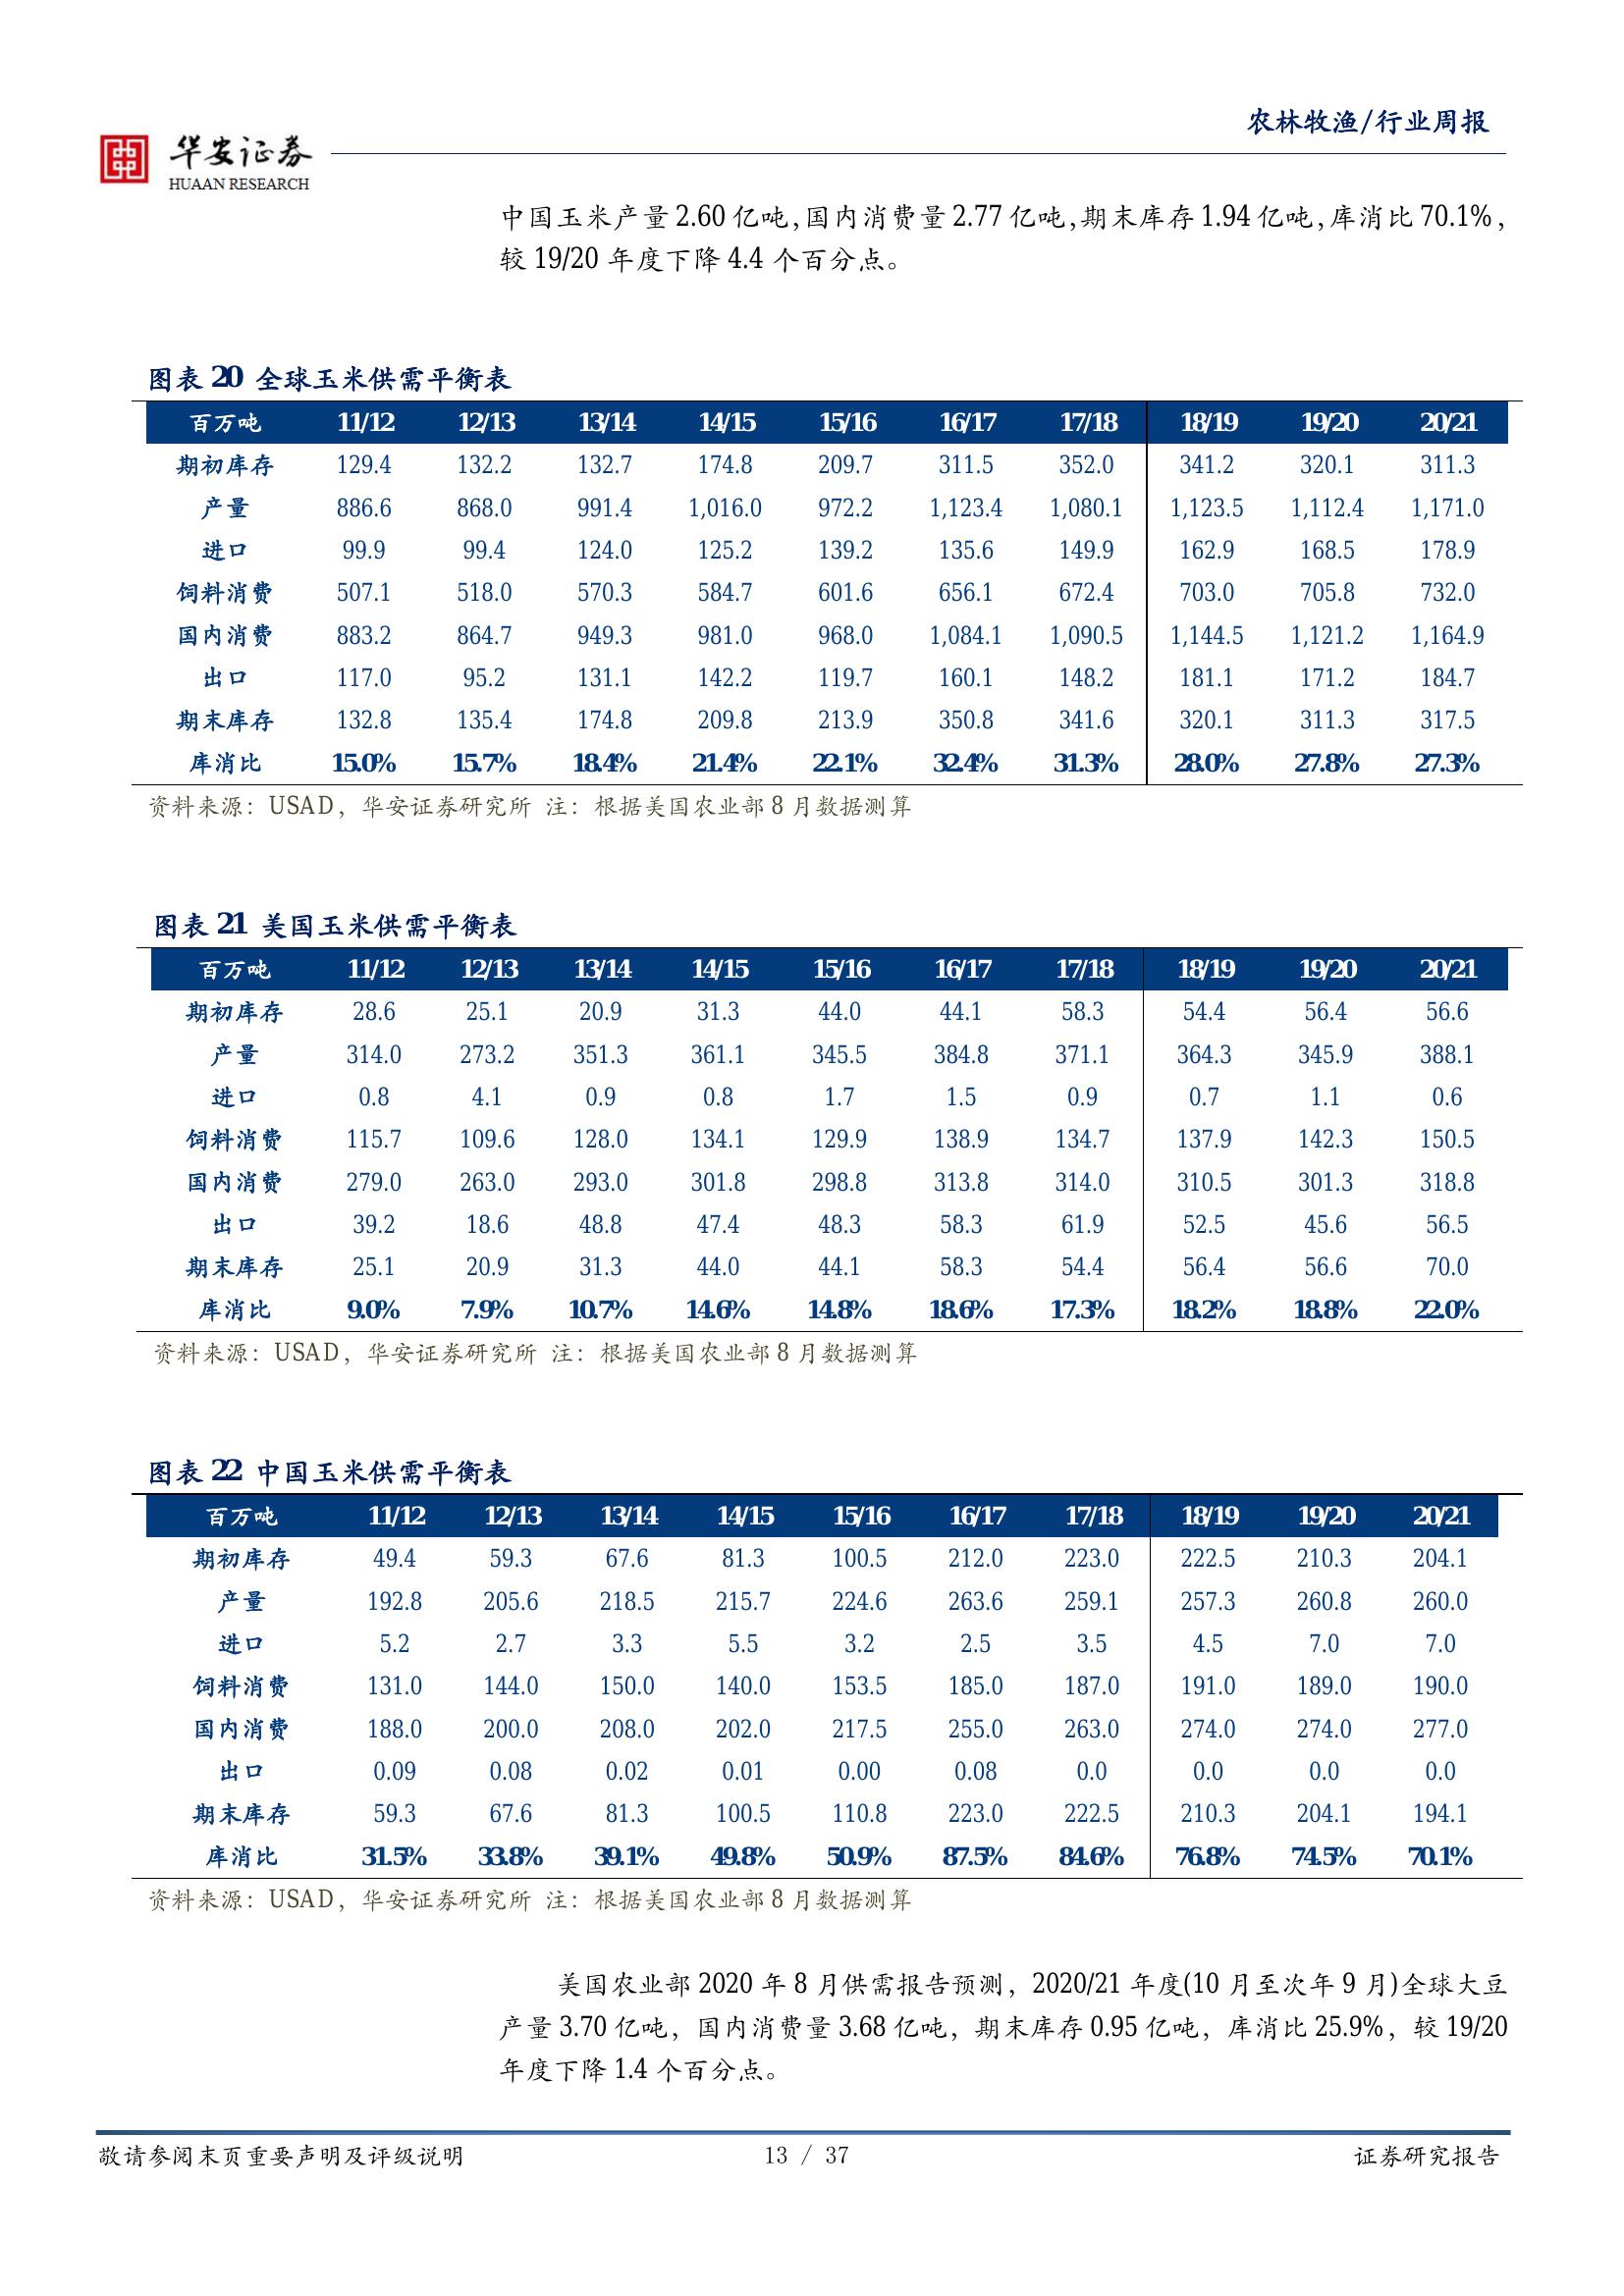 农林牧渔/行业周报
华安证券
HUAAN RESEARCH
中国玉米产量 2.60 亿吨,国内消费量 2.77 亿吨,期末库存 1.94 亿吨,库消比 70.1%,
较 19/20 年度下降 4.4 个百分点。
图表 20 全球玉米供需平衡表
百万吨 11/12 12/13 13/14 14/15 15/16 16/17 17/18 18/19 19/20 20/21
期初库存 129.4 132.2 132.7 174.8 209.7 311.5 352.0 341.2 320.1 311.3
产量 886.6 868.0 991.4 1,016.0 972.2 1,123.4 1,080.1 1,123.5 1,112.4 1,171.0
进口 99.9 99.4 124.0 125.2 139.2 135.6 149.9 162.9 168.5 178.9
饲料消费 507.1 518.0 570.3 584.7 601.6 656.1 672.4 703.0 705.8 732.0
国内消费 883.2 864.7 949.3 981.0 968.0 1,084.1 1,090.5 1,144.5 1,121.2 1,164.9
出口 117.0 95.2 131.1 142.2 119.7 160.1 148.2 181.1 171.2 184.7
期末库存 132.8 135.4 174.8 209.8 213.9 350.8 341.6 320.1 311.3 317.5
库消比 15.0% 15.7% 18.4% 21.4% 22.1% 32.4% 31.3% 28.0% 27.8% 27.3%
资料来源：USAD，华安证券研究所 注：根据美国农业部 8 月数据测算
图表 21 美国玉米供需平衡表
百万吨 11/12 12/13 13/14 14/15 15/16 16/17 17/18 18/19 19/20 20/21
期初库存 28.6 25.1 20.9 31.3 44.0 44.1 58.3 54.4 56.4 56.6
产量 314.0 273.2 351.3 361.1 345.5 384.8 371.1 364.3 345.9 388.1
进口 0.8 4.1 0.9 0.8 1.7 1.5 0.9 0.7 1.1 0.6
饲料消费 115.7 109.6 128.0 134.1 129.9 138.9 134.7 137.9 142.3 150.5
国内消费 279.0 263.0 293.0 301.8 298.8 313.8 314.0 310.5 301.3 318.8
出口 39.2 18.6 48.8 47.4 48.3 58.3 61.9 52.5 45.6 56.5
期末库存 25.1 20.9 31.3 44.0 44.1 58.3 54.4 56.4 56.6 70.0
库消比 9.0% 7.9% 10.7% 14.6% 14.8% 18.6% 17.3% 18.2% 18.8% 22.0%
资料来源：USAD，华安证券研究所 注：根据美国农业部 8 月数据测算
图表 22 中国玉米供需平衡表
百万吨 11/12 12/13 13/14 14/15 15/16 16/17 17/18 18/19 19/20 20/21
期初库存 49.4 59.3 67.6 81.3 100.5 212.0 223.0 222.5 210.3 204.1
产量 192.8 205.6 218.5 215.7 224.6 263.6 259.1 257.3 260.8 260.0
进口 5.2 2.7 3.3 5.5 3.2 2.5 3.5 4.5 7.0 7.0
饲料消费 131.0 144.0 150.0 140.0 153.5 185.0 187.0 191.0 189.0 190.0
国内消费 188.0 200.0 208.0 202.0 217.5 255.0 263.0 274.0 274.0 277.0
出口 0.09 0.08 0.02 0.01 0.00 0.08 0.0 0.0 0.0 0.0
期末库存 59.3 67.6 81.3 100.5 110.8 223.0 222.5 210.3 204.1 194.1
库消比 31.5% 33.8% 39.1% 49.8% 50.9% 87.5% 84.6% 76.8% 74.5% 70.1%
资料来源：USAD，华安证券研究所 注：根据美国农业部 8 月数据测算
美国农业部 2020 年 8 月供需报告预测，2020/21 年度(10 月至次年 9 月)全球大豆
产量 3.70 亿吨，国内消费量 3.68 亿吨，期末库存 0.95 亿吨，库消比 25.9%，较 19/20
年度下降 1.4 个百分点。
敬请参阅末页重要声明及评级说明 13 / 37 证券研究报告